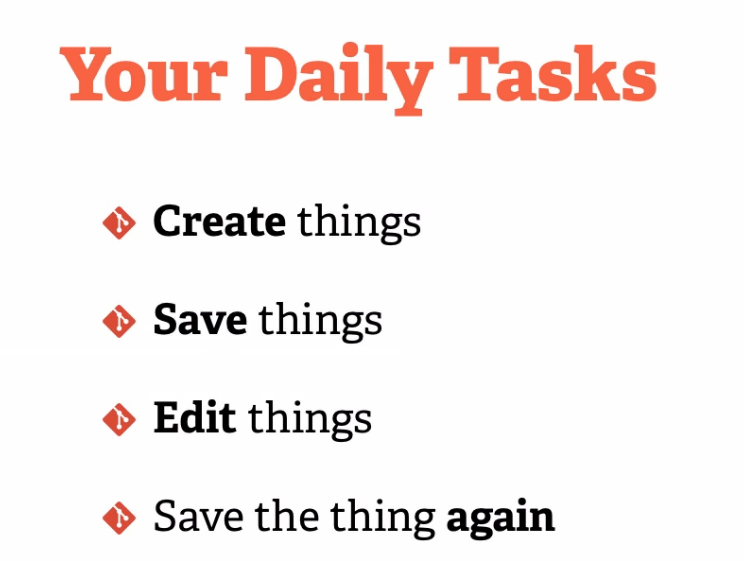 Your Daily Tasks
Create things
Save things
Edit things
Save the thing again